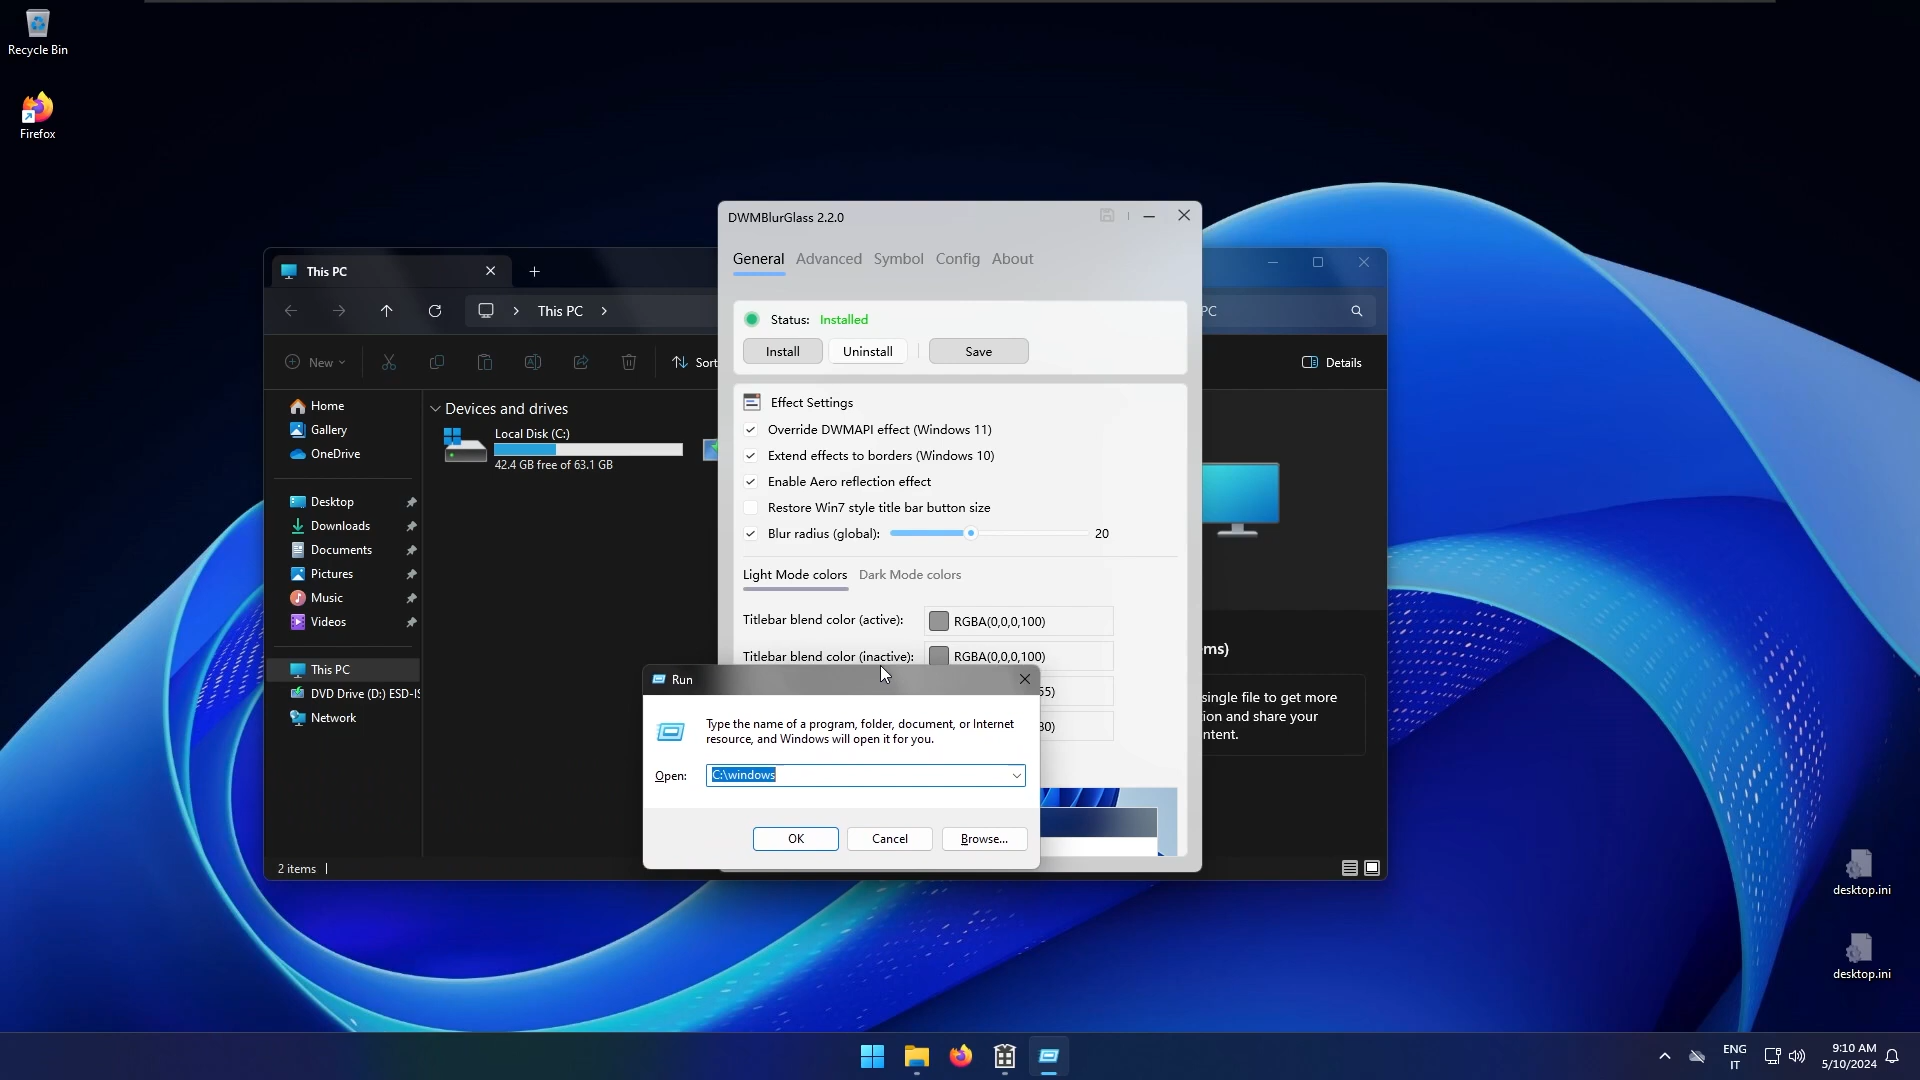 Recycle Bin
Firefox
This PC
This PC
New
Sort
Home
Gallery
OneDrive
Desktop
Downloads
Documents
Pictures
Music
Videos
This PC
DVD Drive (D:) ESD-IS
Network
Devices and drives
Local Disk (C:)
42.4 GB free of 63.1 GB
2 items
DWMBlurGlass 2.2.0
General Advanced Symbol Config About
Status: Installed
Install Uninstall Save
Effect Settings
Override DWMAPI effect (Windows 11)
Extend effects to borders (Windows 10)
Enable Aero reflection effect
Restore Win7 style title bar button size
Blur radius (global): 20
Light Mode colors Dark Mode colors
Titlebar blend color (active): RGBA(0,0,0,100)
Titlebar blend color (inactive): RGBA(0,0,0,100)
55)
30)
PC
Details
ms)
single file to get more
ion and share your
ntent.
Run
Type the name of a program, folder, document, or Internet
resource, and Windows will open it for you.
Open: C:\windows
OK Cancel Browse...
desktop.ini
desktop.ini
ENG
IT
9:10 AM
5/10/2024